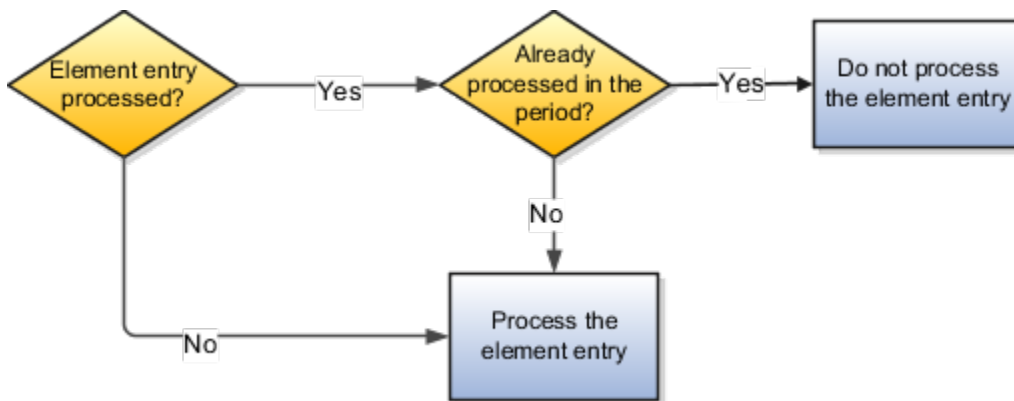 Element entry
processed?
Yes
Already
processed in the
period?
Yes
Do not process
the element entry
No
No
Process the
element entry